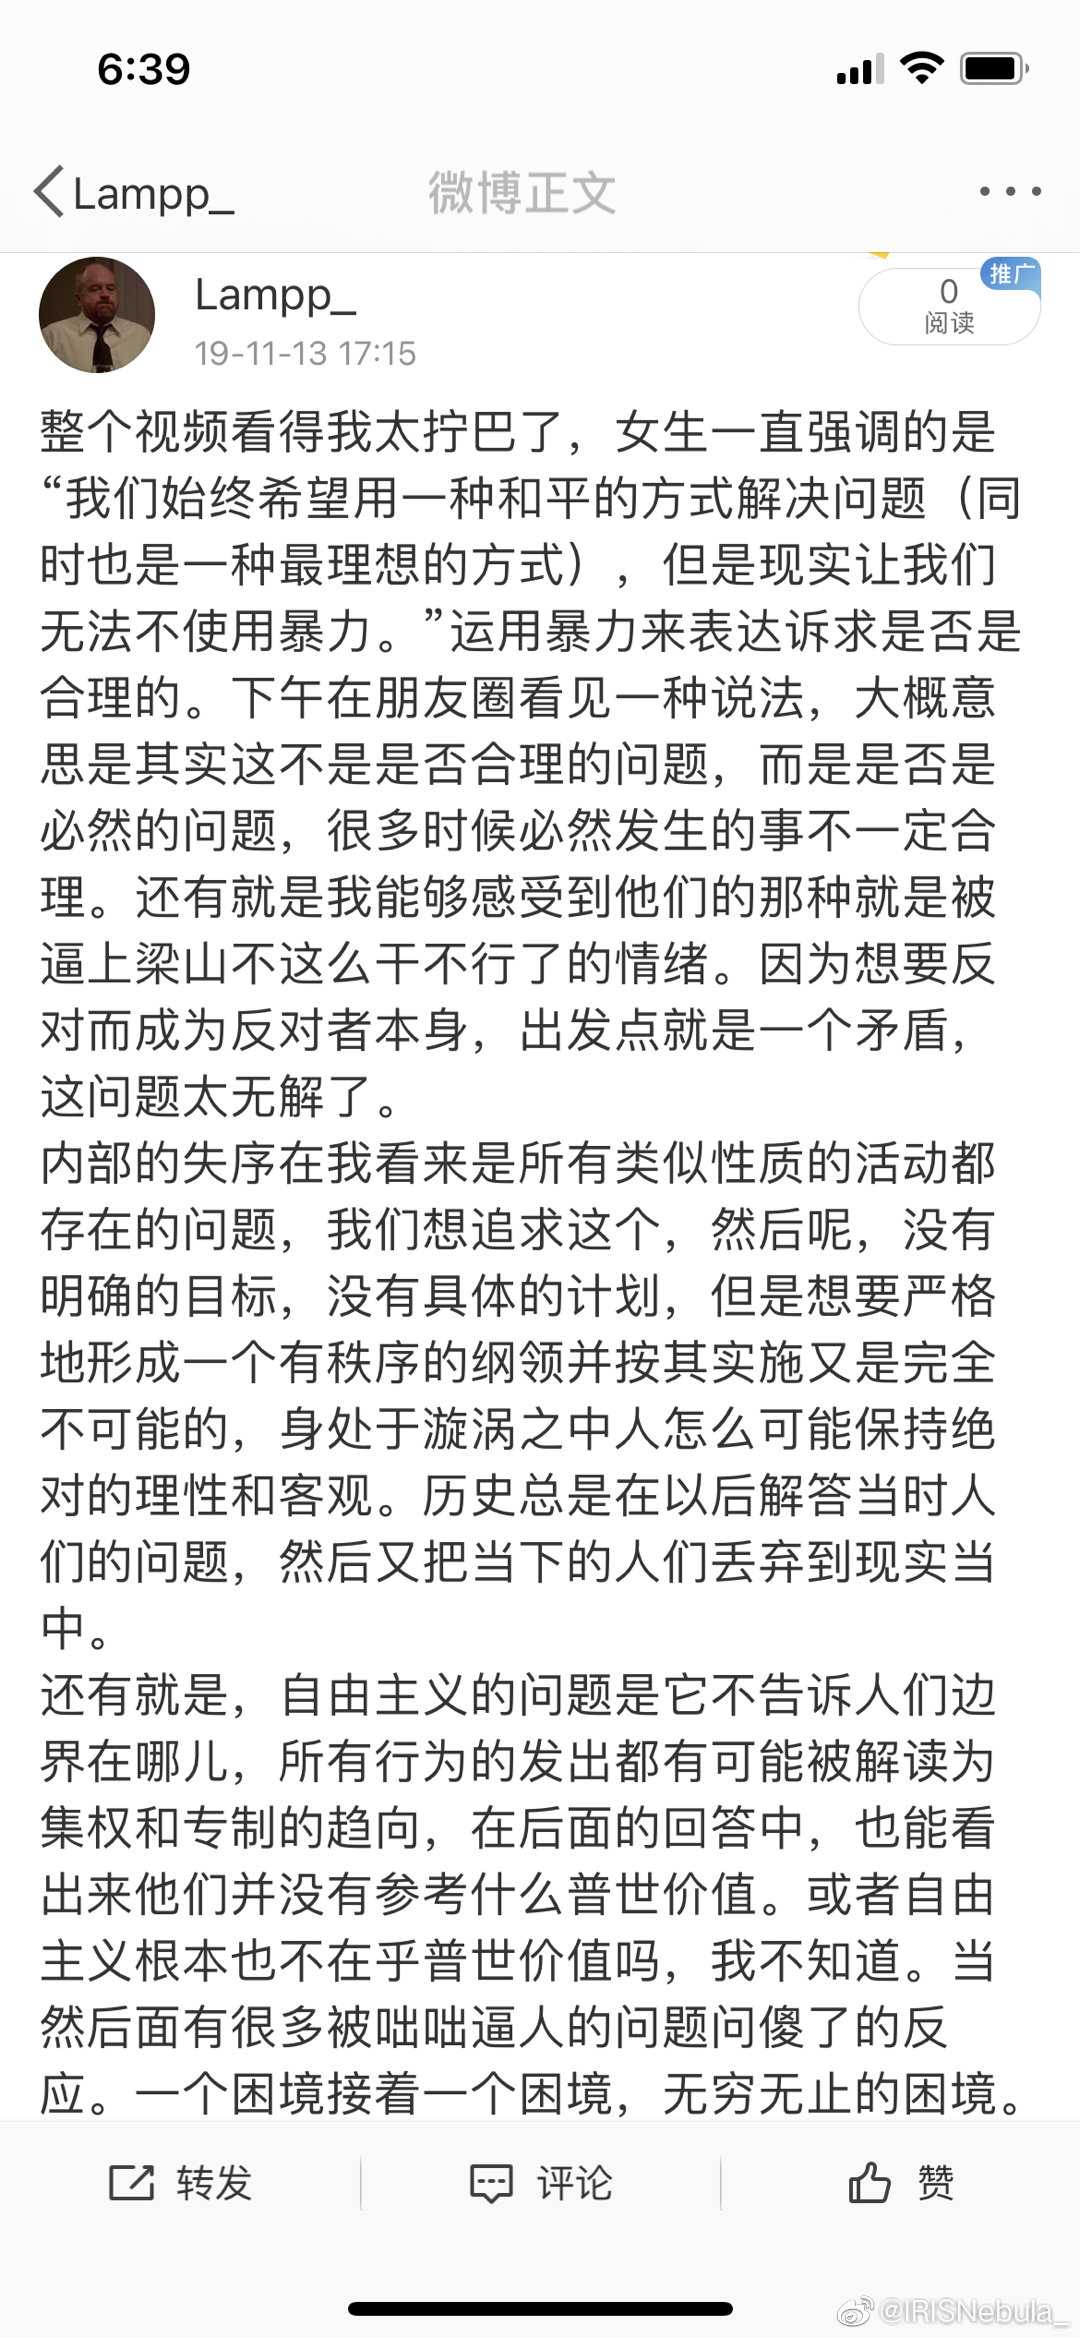 6:39
Lampp_
微博正文
Lampp_
推广
0
阅读
19-11-13 17:15
整个视频看得我太拧巴了，女生一直强调的是
“我们始终希望用一种和平的方式解决问题（同
时也是一种最理想的方式），但是现实让我们
无法不使用暴力。”运用暴力来表达诉求是否是
合理的。下午在朋友圈看见一种说法，大概意
思是其实这不是是否合理的问题，而是是否是
必然的问题，很多时候必然发生的事不一定合
理。还有就是我能够感受到他们的那种就是被
逼上梁山不这么干不行了的情绪。因为想要反
对而成为反对者本身，出发点就是一个矛盾，
这问题太无解了。
内部的失序在我看来是所有类似性质的活动都
存在的问题，我们想追求这个，然后呢，没有
明确的目标，没有具体的计划，但是想要严格
地形成一个有秩序的纲领并按其实施又是完全
不可能的，身处于漩涡之中人怎么可能保持绝
对的理性和客观。历史总是在以后解答当时人
们的问题，然后又把当下的人们丢弃到现实当
中。
还有就是，自由主义的问题是它不告诉人们边
界在哪儿，所有行为的发出都有可能被解读为
集权和专制的趋向，在后面的回答中，也能看
出来他们并没有参考什么普世价值。或者自由
主义根本也不在乎普世价值吗，我不知道。当
然后面有很多被咄咄逼人的问题问傻了的反
应。一个困境接着一个困境，无穷无止的困境。
转发
评论
赞
@IRISNebula_